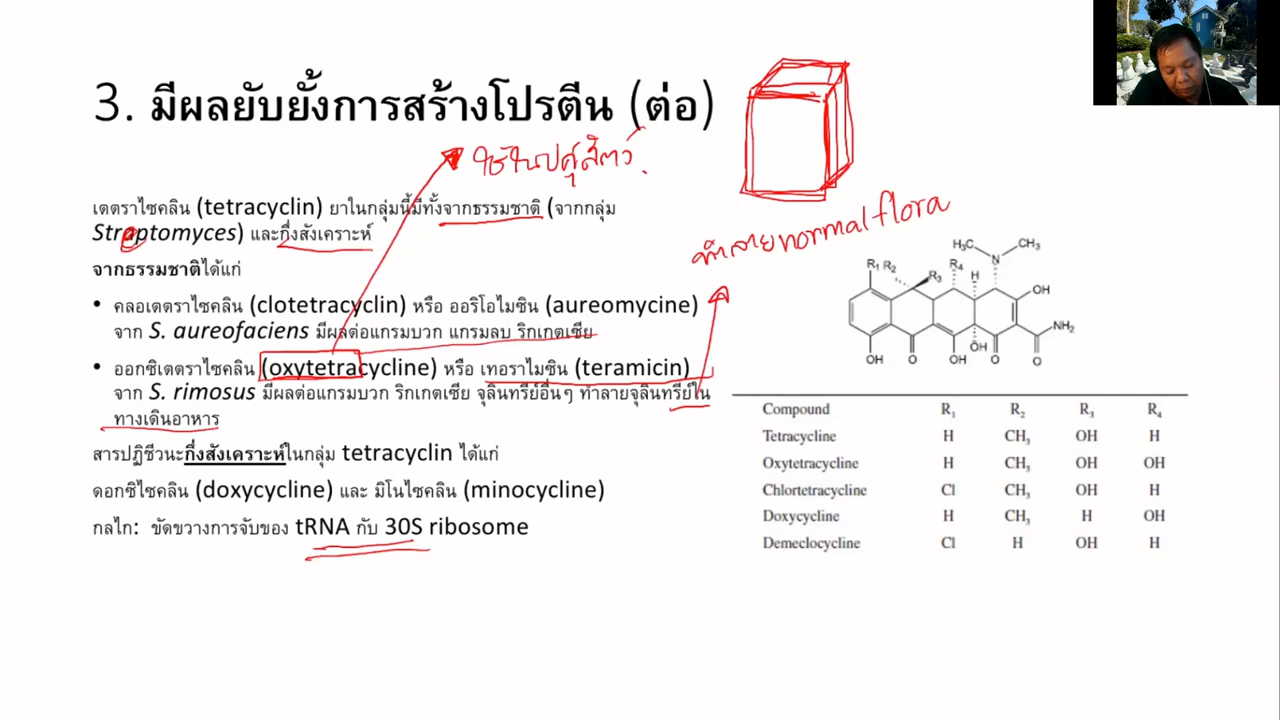 3. มีผลยับยั้งการสร้างโปรตีน (ต่อ)
ใช้ในปศุสัตว์
เตตราไซคลิน (tetracyclin) ยาในกลุ่มนี้มีทั้งจากธรรมชาติ (จากกลุ่ม
Streptomyces) และกึ่งสังเคราะห์
จากธรรมชาติได้แก่
• คลอเตตราไซคลิน (clotetracyclin) หรือ ออริโอไมซิน (aureomycine)
จาก S. aureofaciens มีผลต่อแกรมบวก แกรมลบ ริกเกตเซีย
• ออกซิเตตราไซคลิน (oxytetracycline) หรือ เทอราไมซิน (teramicin)
จาก S. rimosus มีผลต่อแกรมบวก ริกเกตเซีย จุลินทรีย์อื่นๆ ทำลายจุลินทรีย์ใน
ทางเดินอาหาร
สารปฏิชีวนะกึ่งสังเคราะห์ในกลุ่ม tetracyclin ได้แก่
ดอกซิไซคลิน (doxycycline) และ มิโนไซคลิน (minocycline)
กลไก: ขัดขวางการจับของ tRNA กับ 30S ribosome
ทำลาย normal flora
H₃C CH₃
N
R₁ R₂ R₃ R₄ H
OH
NH₂
OH O OH OH O O
Compound R₁ R₂ R₃ R₄
Tetracycline H CH₃ OH H
Oxytetracycline H CH₃ OH OH
Chlortetracycline Cl CH₃ OH H
Doxycycline H CH₃ H OH
Demeclocycline Cl H OH H